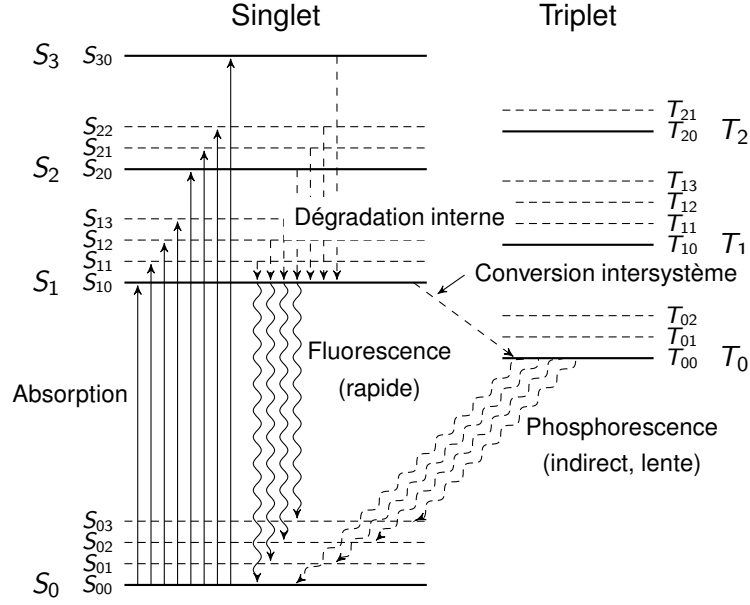 Singlet
Triplet
S3 S30
S22
S21
S2 S20
S13
S12
S11
S1 S10
Dégradation interne
T21
T20 T2
T13
T12
T11
T10 T1
Conversion intersystème
T02
T01
T00 T0
Fluorescence
(rapide)
Absorption
Phosphorescence
(indirect, lente)
S03
S02
S01
S0 S00